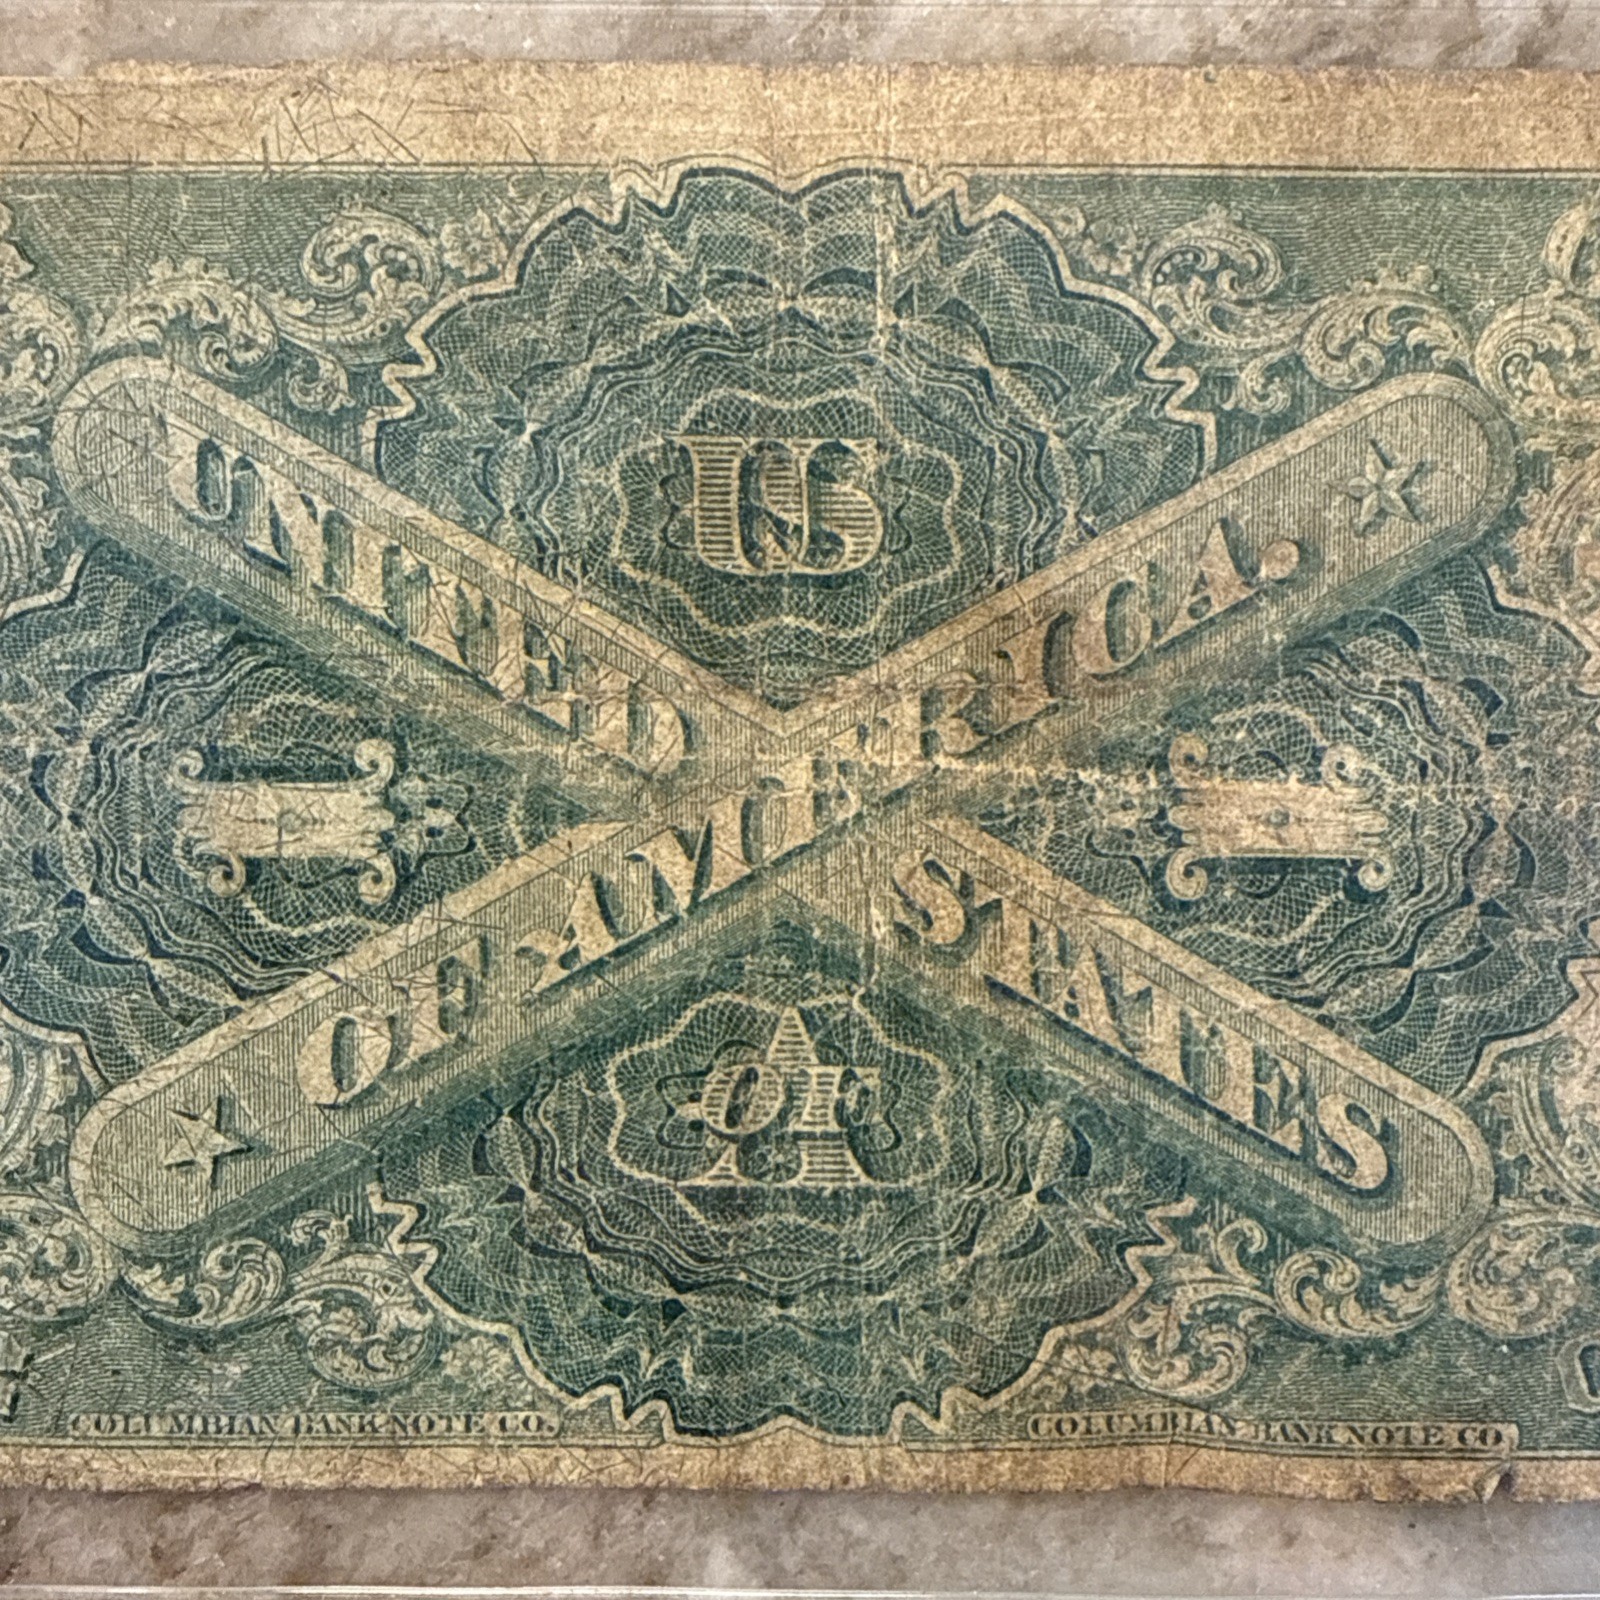 US
UNITED STATES
OF AMERICA.
1 1
OF A
COLUMBIAN BANK NOTE CO.
COLUMBIAN BANK NOTE CO.